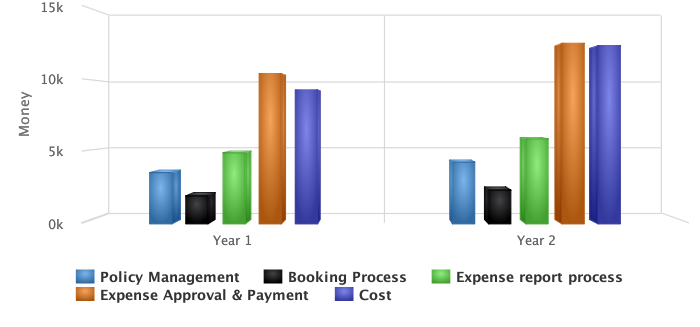 15k
10k
5k
0k
Money
Year 1 Year 2
Policy Management Booking Process Expense report process
Expense Approval & Payment Cost